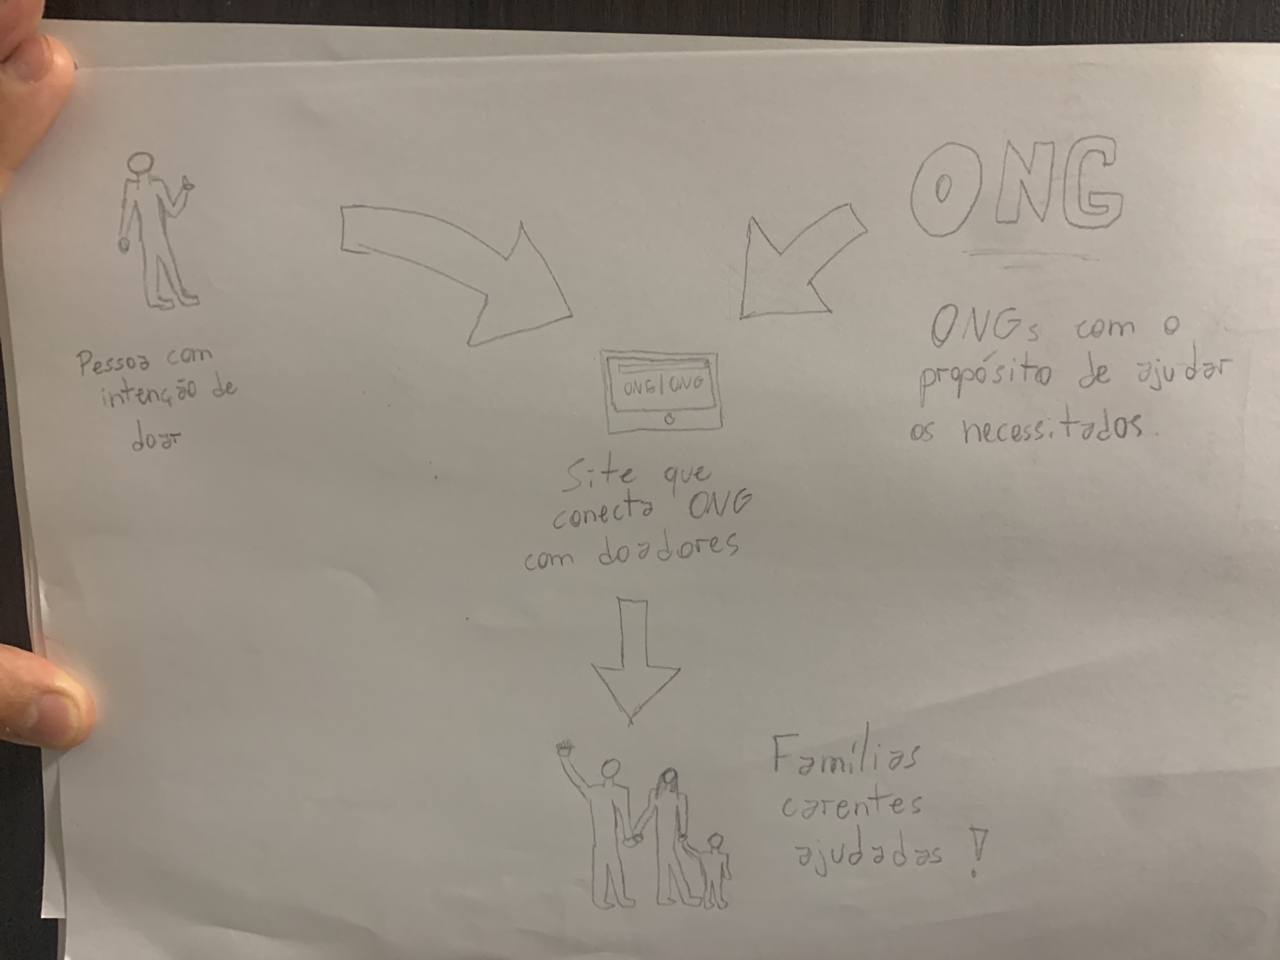 Pessoa com
intenção de
doar
ONG
ONGs com o
propósito de ajudar
os necessitados.
ONG/ONG
Site que
conecta ONG
com doadores
Famílias
carentes
ajudadas!